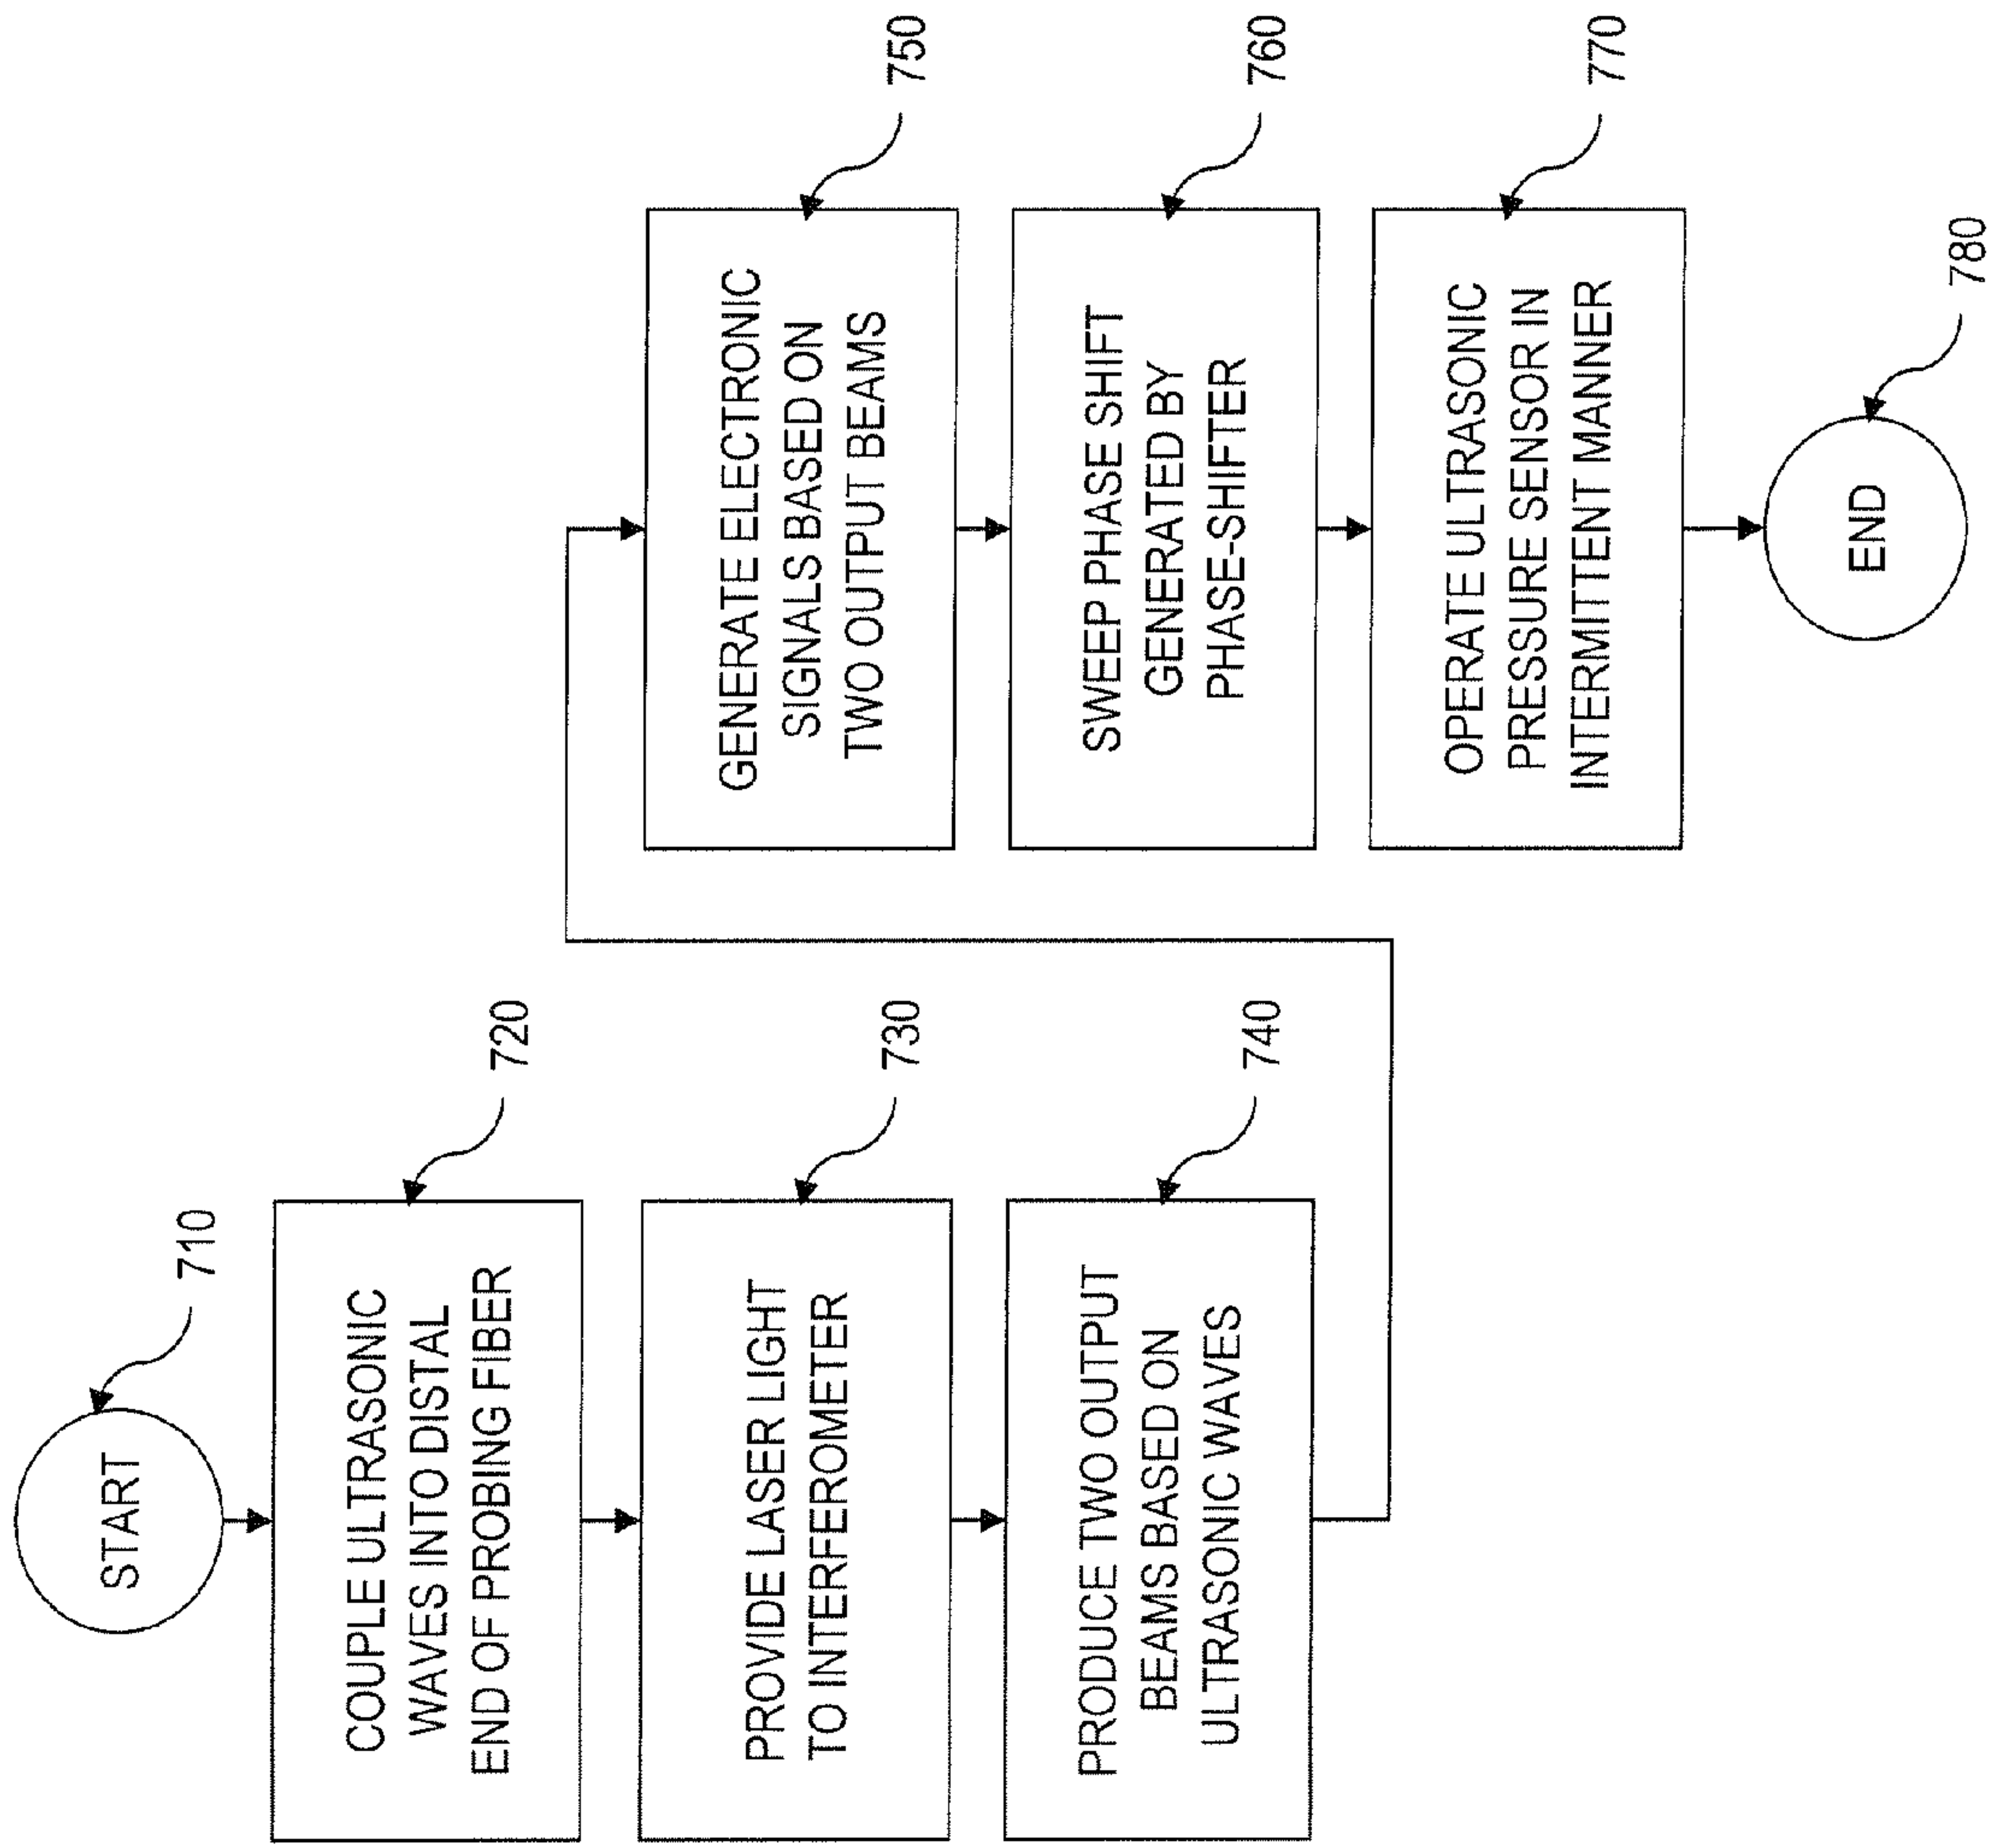 START
710
COUPLE ULTRASONIC
WAVES INTO DISTAL
END OF PROBING FIBER
720
PROVIDE LASER LIGHT
TO INTERFEROMETER
730
PRODUCE TWO OUTPUT
BEAMS BASED ON
ULTRASONIC WAVES
740
GENERATE ELECTRONIC
SIGNALS BASED ON
TWO OUTPUT BEAMS
750
SWEEP PHASE SHIFT
GENERATED BY
PHASE-SHIFTER
760
OPERATE ULTRASONIC
PRESSURE SENSOR IN
INTERMITTENT MANNER
770
END
780